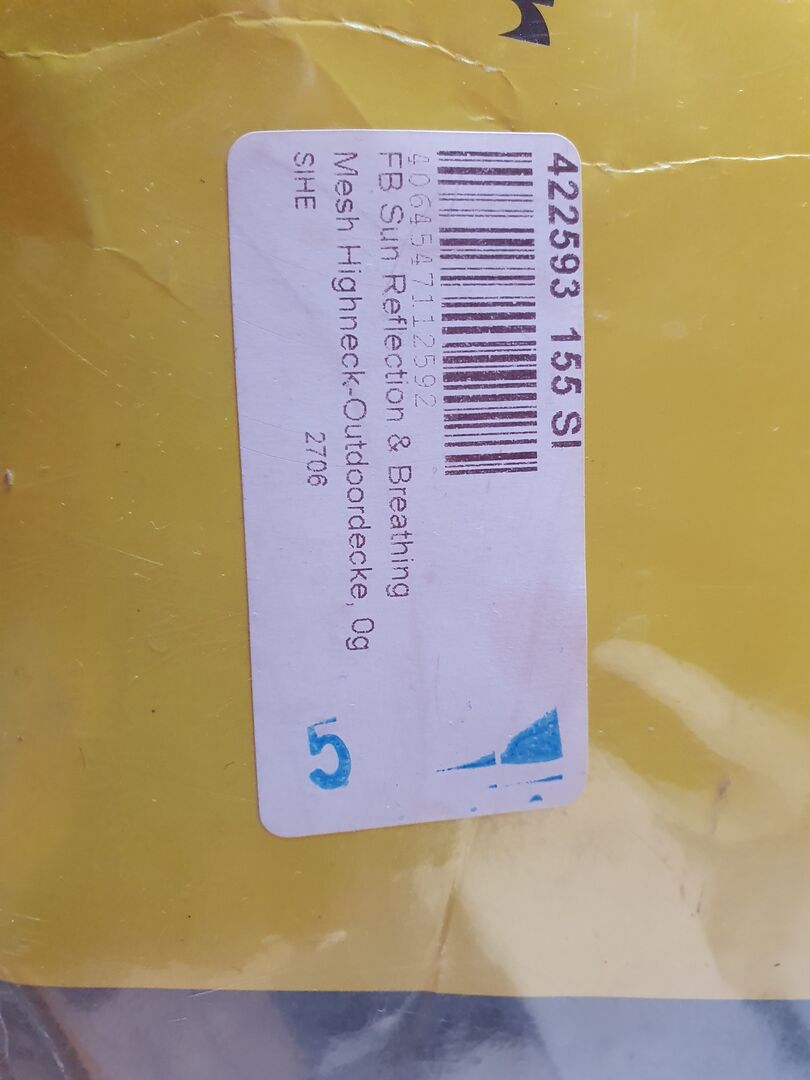 422593 155 SI
4064547112592
FB Sun Reflection & Breathing
Mesh Highneck-Outdoordecke, 0g
SIHE
2706
5